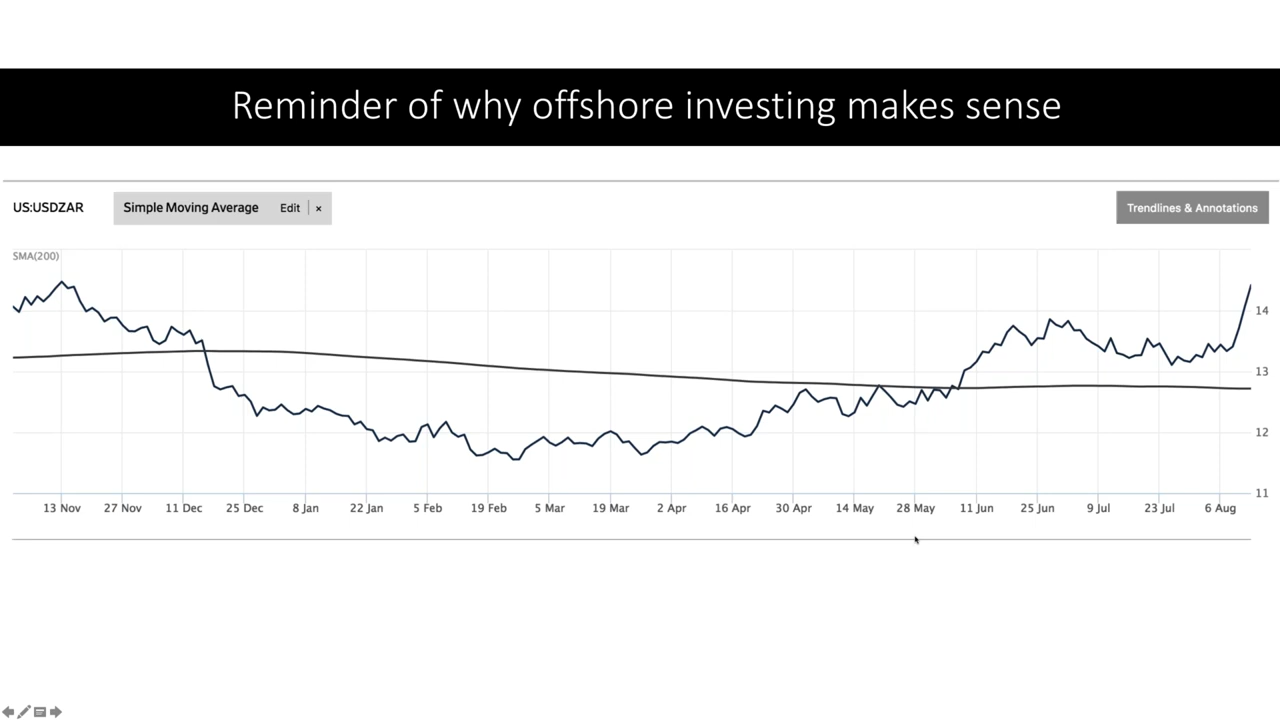 Reminder of why offshore investing makes sense
US:USDZAR Simple Moving Average Edit × Trendlines & Annotations
SMA(200)
14
13
12
11
13 Nov 27 Nov 11 Dec 25 Dec 8 Jan 22 Jan 5 Feb 19 Feb 5 Mar 19 Mar 2 Apr 16 Apr 30 Apr 14 May 28 May 11 Jun 25 Jun 9 Jul 23 Jul 6 Aug